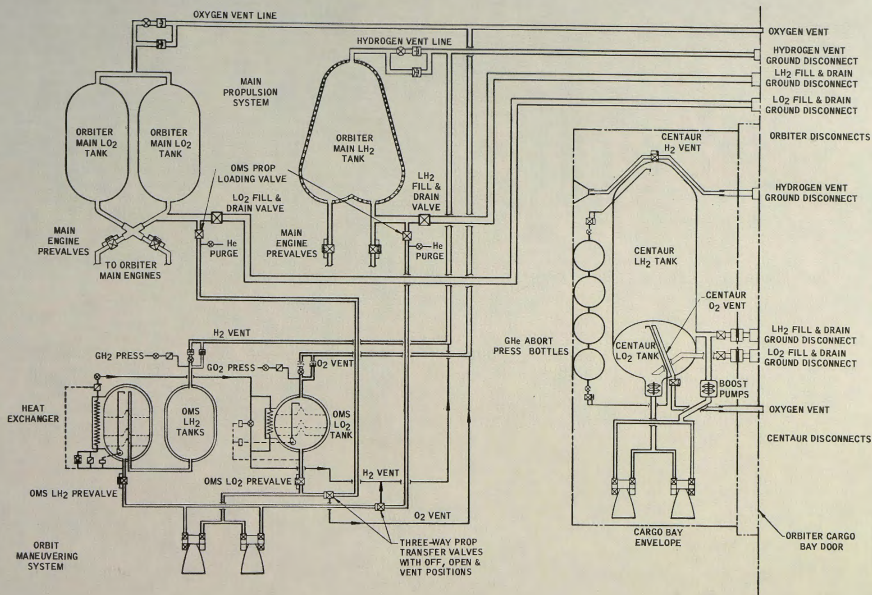 OXYGEN VENT LINE
OXYGEN VENT
HYDROGEN VENT LINE
HYDROGEN VENT
GROUND DISCONNECT
LH2 FILL & DRAIN
GROUND DISCONNECT
LO2 FILL & DRAIN
GROUND DISCONNECT
MAIN
PROPULSION
SYSTEM
ORBITER
MAIN LO2
TANK
ORBITER
MAIN LO2
TANK
ORBITER
MAIN LH2
TANK
ORBITER DISCONNECTS
CENTAUR
H2 VENT
OMS PROP
LOADING VALVE
LO2 FILL &
DRAIN VALVE
LH2
FILL &
DRAIN
VALVE
HYDROGEN VENT
GROUND DISCONNECT
MAIN
ENGINE
PREVALVES
TO ORBITER
MAIN ENGINES
He
PURGE
MAIN
ENGINE
PREVALVES
He
PURGE
CENTAUR
LH2 TANK
CENTAUR
O2 VENT
GHe ABORT
PRESS BOTTLES
CENTAUR
LO2 TANK
LH2 FILL & DRAIN
GROUND DISCONNECT
LO2 FILL & DRAIN
GROUND DISCONNECT
BOOST
PUMPS
OXYGEN VENT
CENTAUR DISCONNECTS
H2 VENT
GH2 PRESS
GO2 PRESS
O2 VENT
HEAT
EXCHANGER
OMS
LH2
TANKS
OMS
LO2
TANK
OMS LH2 PREVALVE
OMS LO2 PREVALVE
H2 VENT
O2 VENT
ORBIT
MANEUVERING
SYSTEM
THREE-WAY PROP
TRANSFER VALVES
WITH OFF, OPEN &
VENT POSITIONS
CARGO BAY
ENVELOPE
ORBITER CARGO
BAY DOOR